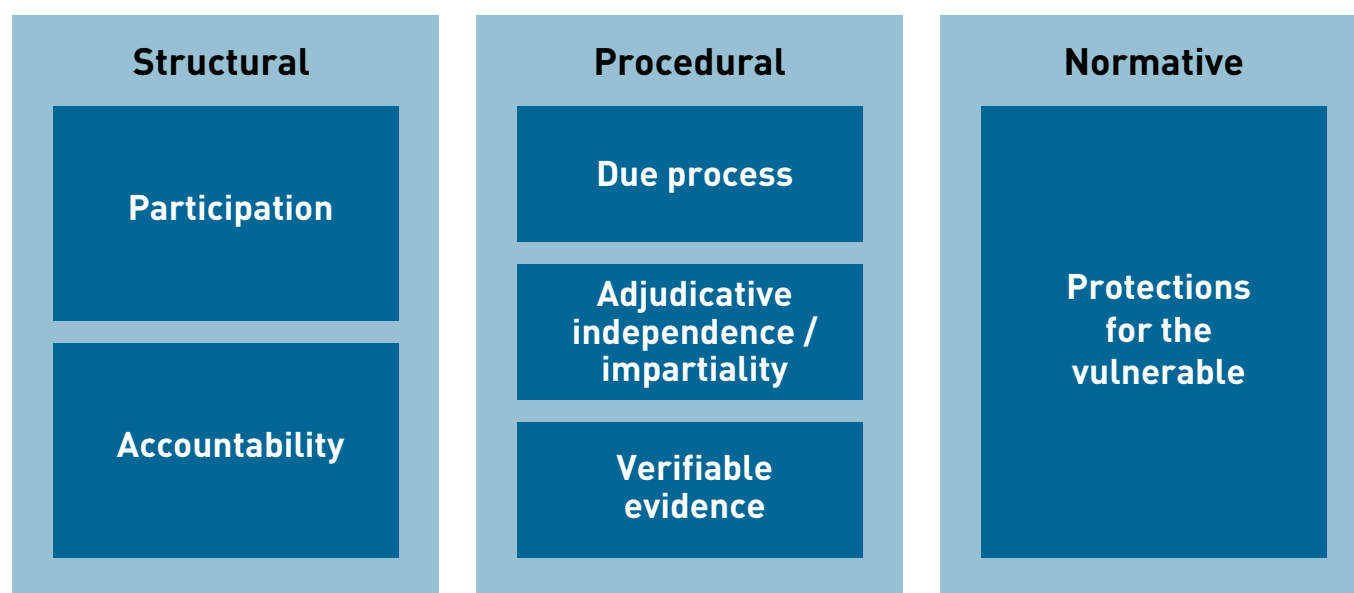 Structural
Participation
Accountability
Procedural
Due process
Adjudicative
independence /
impartiality
Verifiable
evidence
Normative
Protections
for the
vulnerable